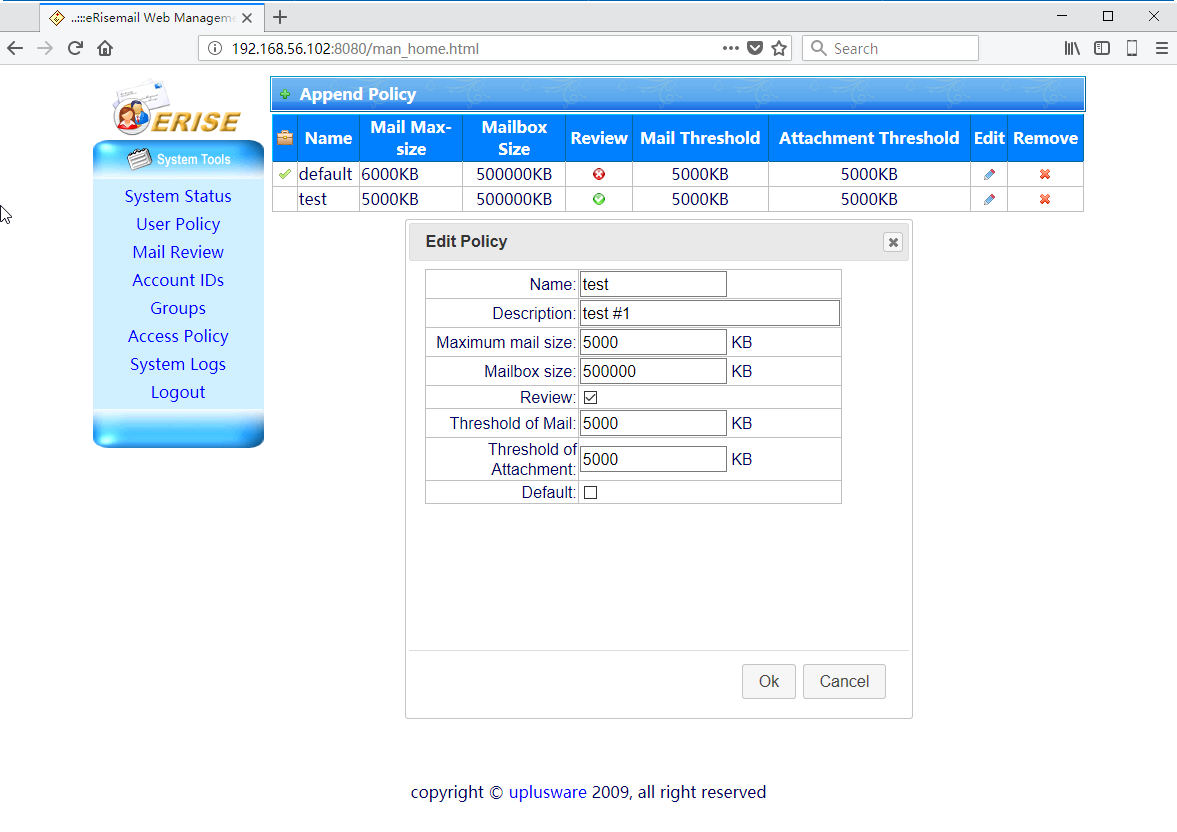 ..:::eRisemail Web Managem
192.168.56.102:8080/man_home.html
Search
ERISE
System Tools
System Status
User Policy
Mail Review
Account IDs
Groups
Access Policy
System Logs
Logout
Append Policy
Name Mail Max-size Mailbox Size Review Mail Threshold Attachment Threshold Edit Remove
default 6000KB 500000KB 5000KB 5000KB
test 5000KB 500000KB 5000KB 5000KB
Edit Policy
Name: test
Description: test #1
Maximum mail size: 5000 KB
Mailbox size: 500000 KB
Review:
Threshold of Mail: 5000 KB
Threshold of
Attachment: 5000 KB
Default:
Ok Cancel
copyright © uplusware 2009, all right reserved